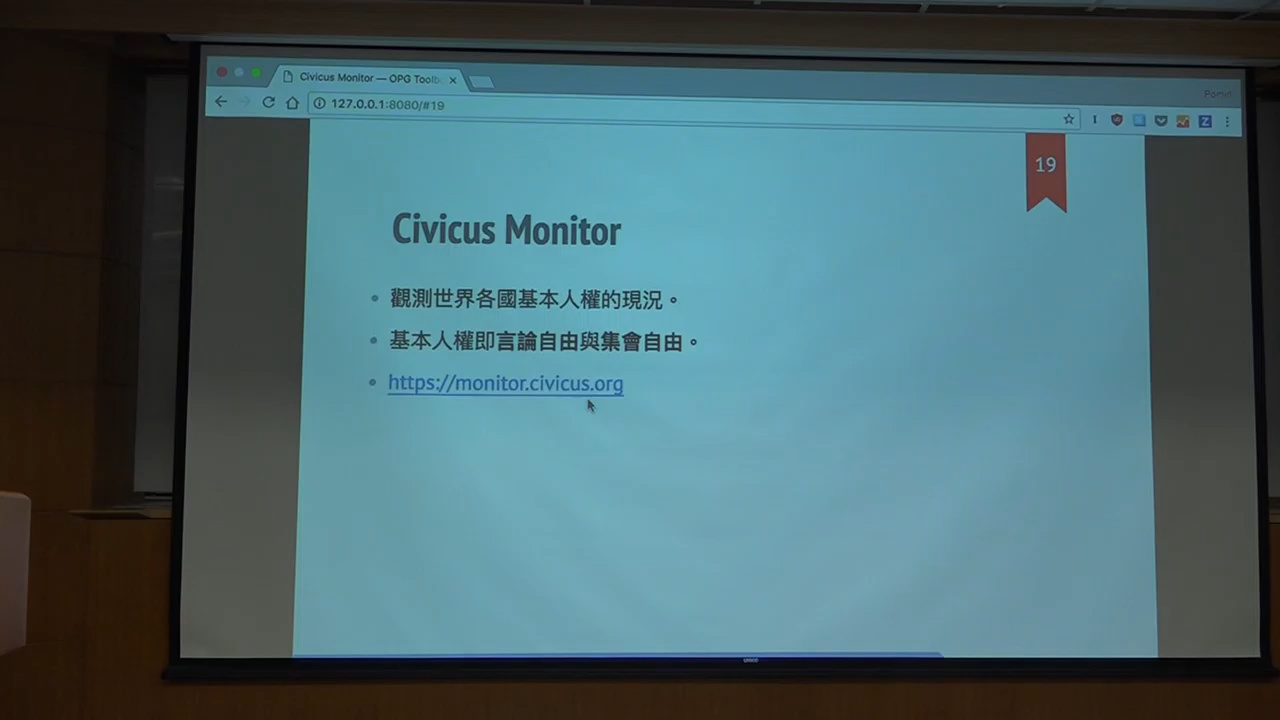 Civicus Monitor — OPG Toolb
Pomin
127.0.0.1:8080/#19
19
Civicus Monitor
觀測世界各國基本人權的現況。
基本人權即言論自由與集會自由。
https://monitor.civicus.org